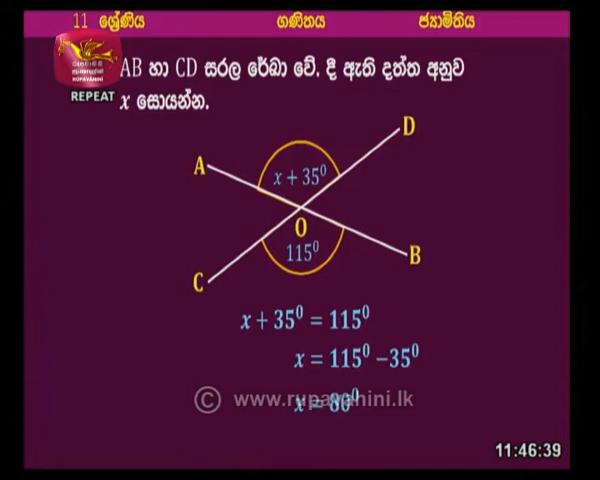 11 ශ්‍රේණිය ගණිතය ජ්‍යාමිතිය
AB හා CD සරල රේඛා වේ. දී ඇති දත්ත අනුව
REPEAT x සොයන්න.
D
A
x + 35⁰
O
115⁰
B
C
x + 35⁰ = 115⁰
x = 115⁰ −35⁰
x = 80⁰
© www.rupavahini.lk
11:46:39